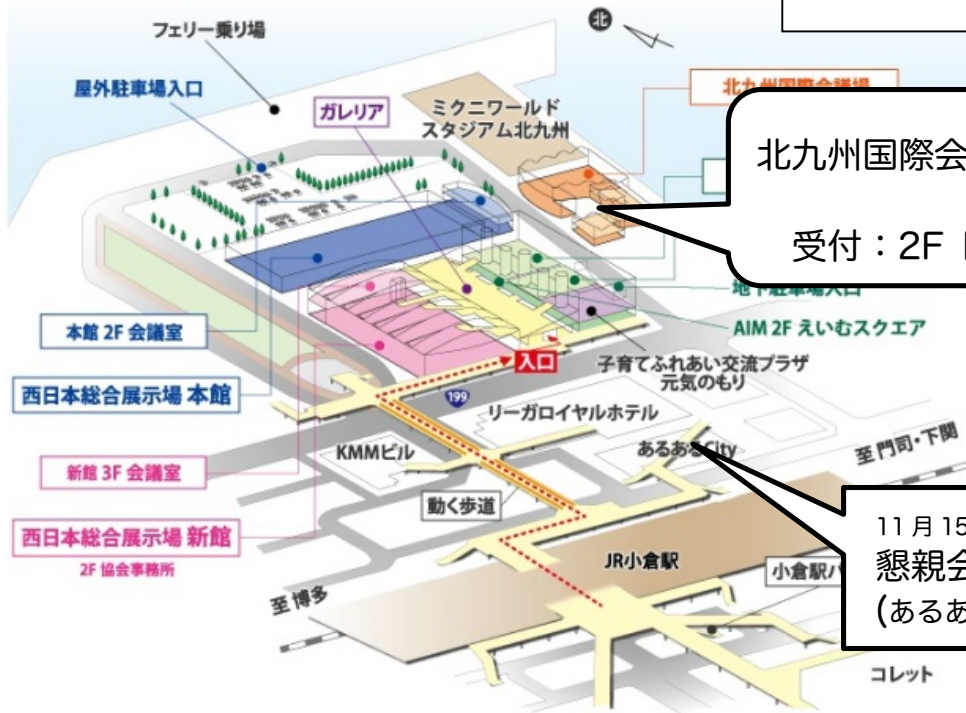 フェリー乗り場
北
屋外駐車場入口
ガレリア
ミクニワールド
スタジアム北九州
北九州国際会議場
北九州国際会
受付：2F
地下駐車場入口
本館 2F 会議室
AIM 2F えいむスクエア
入口
子育てふれあい交流プラザ
元気のもり
西日本総合展示場 本館
199
リーガロイヤルホテル
KMMビル
あるあるCity
至 門司・下関
新館 3F 会議室
動く歩道
西日本総合展示場 新館
2F 協会事務所
11 月 15
懇親会
(あるあ
JR小倉駅
小倉駅バ
至 博多
コレット